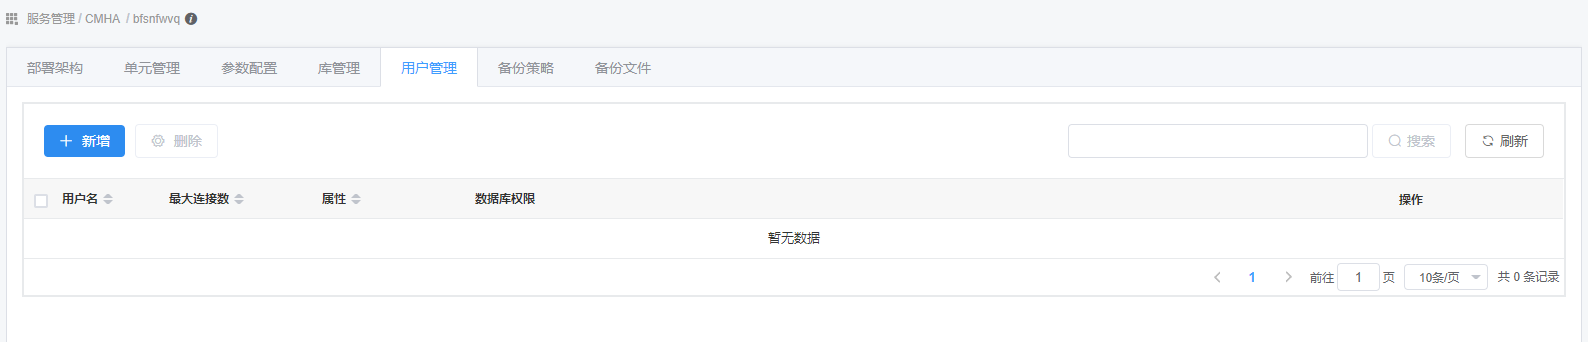 服务管理 / CMHA / bfsnfwvq
部署架构 单元管理 参数配置 库管理 用户管理 备份策略 备份文件
新增 删除 搜索 刷新
用户名 最大连接数 属性 数据库权限 操作
暂无数据
1 前往 1 页 10条/页 共 0 条记录